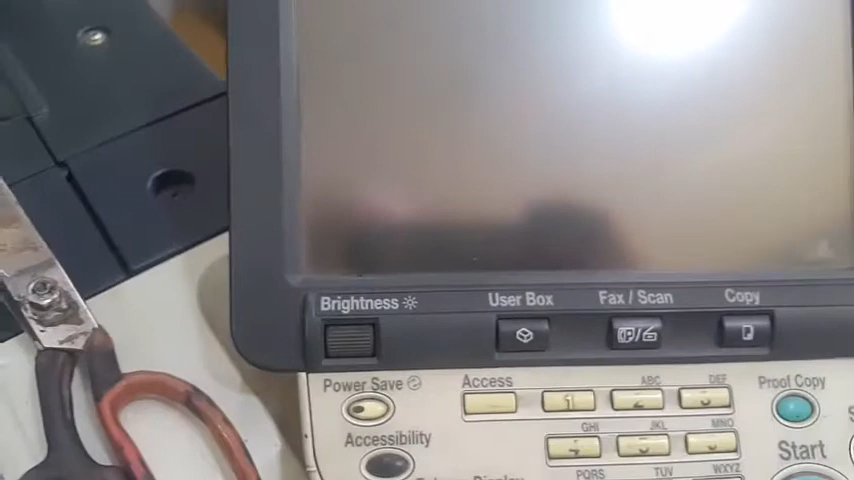 Brightness User Box Fax / Scan Copy
Power Save Access ABC DEF Proof Copy
1 2 3
Accessibility GHI JKL MNO
4 5 6
Start
PQRS TUV WXYZ